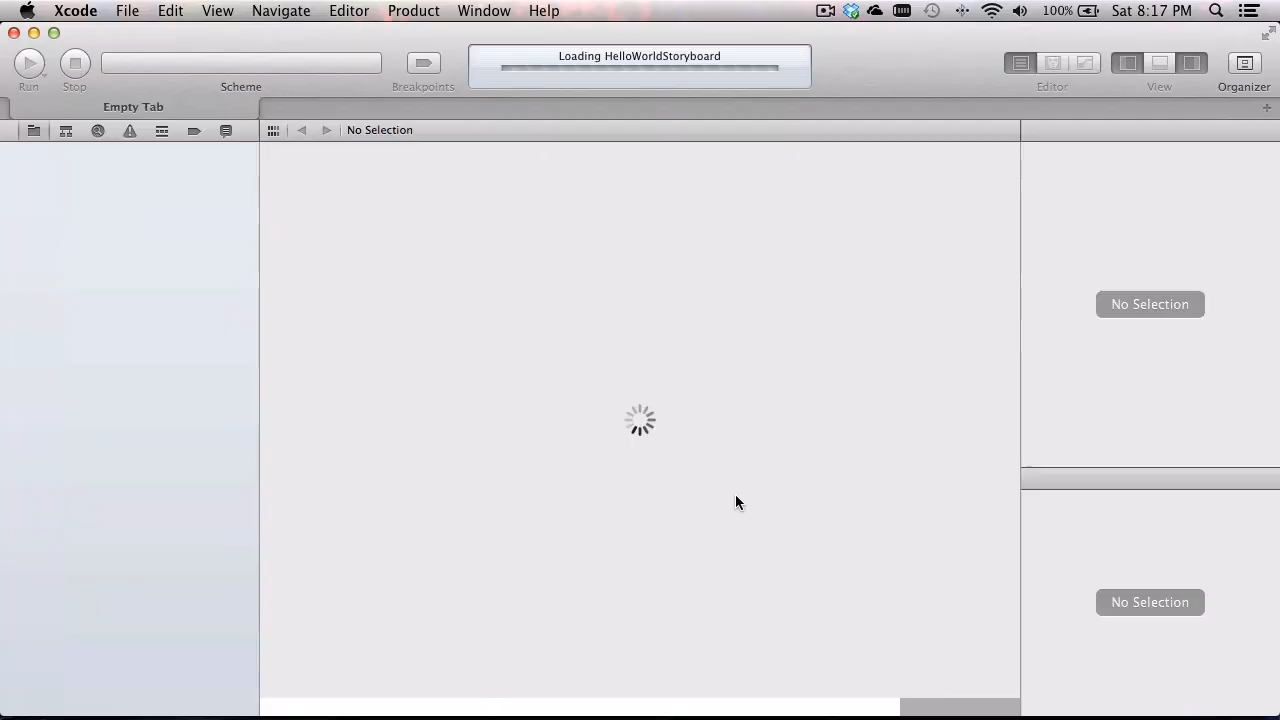 Xcode File Edit View Navigate Editor Product Window Help 100% Sat 8:17 PM
Loading HelloWorldStoryboard
Run Stop Scheme Breakpoints Editor View Organizer
Empty Tab
No Selection
No Selection
No Selection